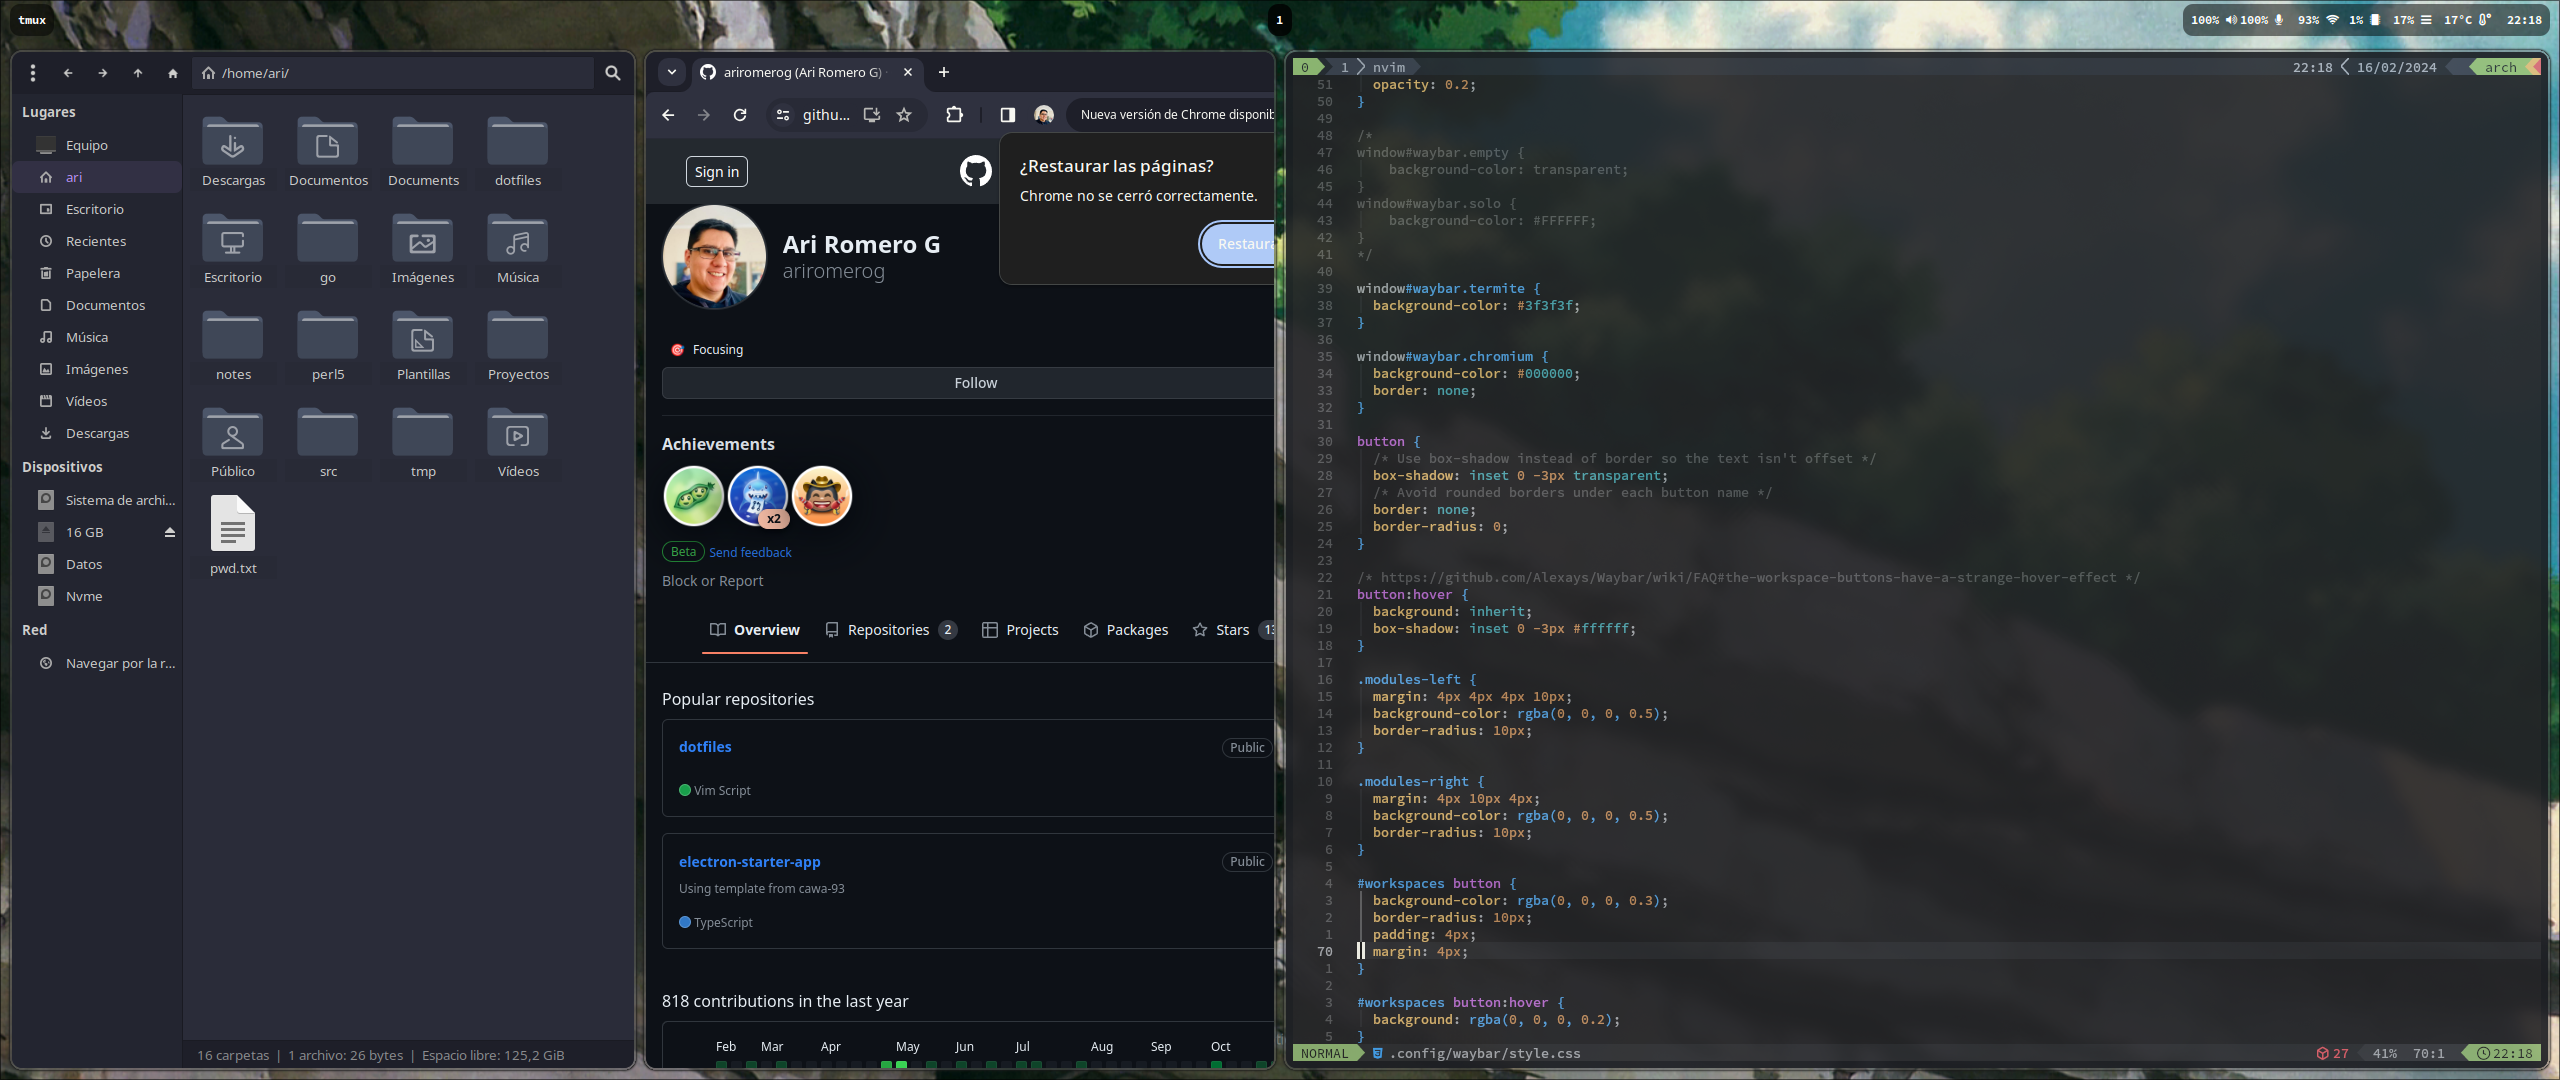 tmux
1
100% 100% 93% 1% 17% 17°C 22:18
/home/ari/
Lugares
Equipo
ari
Escritorio
Recientes
Papelera
Documentos
Música
Imágenes
Vídeos
Descargas
Dispositivos
Sistema de archi...
16 GB
Datos
Nvme
Red
Navegar por la r...
Descargas Documentos Documents dotfiles
Escritorio go Imágenes Música
notes perl5 Plantillas Proyectos
Público src tmp Vídeos
pwd.txt
16 carpetas | 1 archivo: 26 bytes | Espacio libre: 125,2 GiB
ariromerog (Ari Romero G)
githu...
Nueva versión de Chrome disponib
Sign in
¿Restaurar las páginas?
Chrome no se cerró correctamente.
Restaura
Ari Romero G
ariromerog
Focusing
Follow
Achievements
x2
Beta Send feedback
Block or Report
Overview Repositories 2 Projects Packages Stars 13
Popular repositories
dotfiles Public
Vim Script
electron-starter-app Public
Using template from cawa-93
TypeScript
818 contributions in the last year
Feb Mar Apr May Jun Jul Aug Sep Oct
0 1 nvim 22:18 16/02/2024 arch
51 opacity: 0.2;
50 }
49
48 /*
47 window#waybar.empty {
46 background-color: transparent;
45 }
44 window#waybar.solo {
43 background-color: #FFFFFF;
42 }
41 */
40
39 window#waybar.termite {
38 background-color: #3f3f3f;
37 }
36
35 window#waybar.chromium {
34 background-color: #000000;
33 border: none;
32 }
31
30 button {
29 /* Use box-shadow instead of border so the text isn't offset */
28 box-shadow: inset 0 -3px transparent;
27 /* Avoid rounded borders under each button name */
26 border: none;
25 border-radius: 0;
24 }
23
22 /* https://github.com/Alexays/Waybar/wiki/FAQ#the-workspace-buttons-have-a-strange-hover-effect */
21 button:hover {
20 background: inherit;
19 box-shadow: inset 0 -3px #ffffff;
18 }
17
16 .modules-left {
15 margin: 4px 4px 4px 10px;
14 background-color: rgba(0, 0, 0, 0.5);
13 border-radius: 10px;
12 }
11
10 .modules-right {
9 margin: 4px 10px 4px;
8 background-color: rgba(0, 0, 0, 0.5);
7 border-radius: 10px;
6 }
5
4 #workspaces button {
3 background-color: rgba(0, 0, 0, 0.3);
2 border-radius: 10px;
1 padding: 4px;
70 margin: 4px;
1 }
2
3 #workspaces button:hover {
4 background: rgba(0, 0, 0, 0.2);
5 }
NORMAL .config/waybar/style.css 27 41% 70:1 22:18